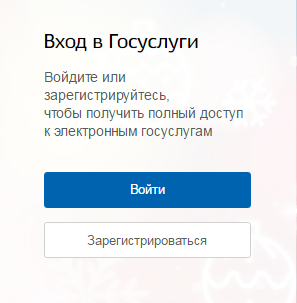 Вход в Госуслуги
Войдите или
зарегистрируйтесь,
чтобы получить полный доступ
к электронным госуслугам
Войти
Зарегистрироваться